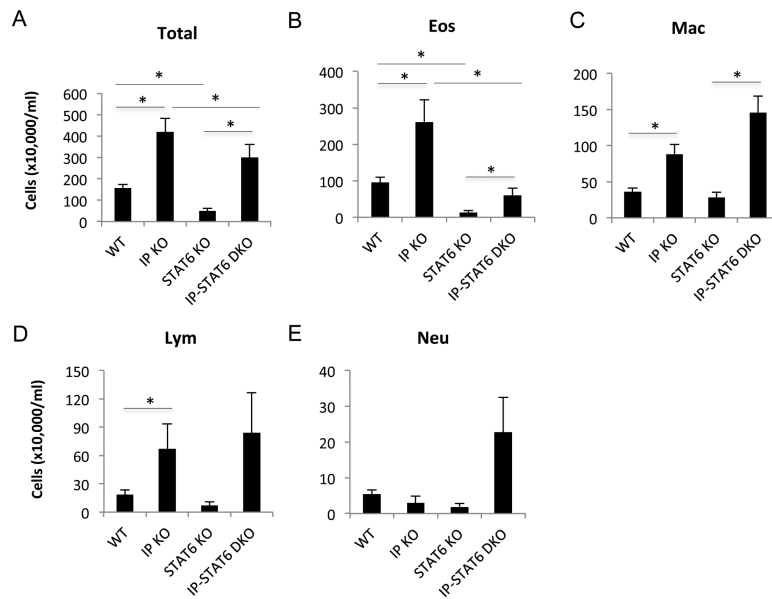 A
Total
Cells (x10,000/ml)
600
500
400
300
200
100
0
*
*
*
*
WT
IP KO
STAT6 KO
IP-STAT6 DKO
B
Eos
400
300
200
100
0
*
*
*
*
WT
IP KO
STAT6 KO
IP-STAT6 DKO
C
Mac
200
150
100
50
0
*
*
WT
IP KO
STAT6 KO
IP-STAT6 DKO
D
Lym
Cells (x10,000/ml)
150
120
90
60
30
0
*
WT
IP KO
STAT6 KO
IP-STAT6 DKO
E
Neu
40
30
20
10
0
WT
IP KO
STAT6 KO
IP-STAT6 DKO